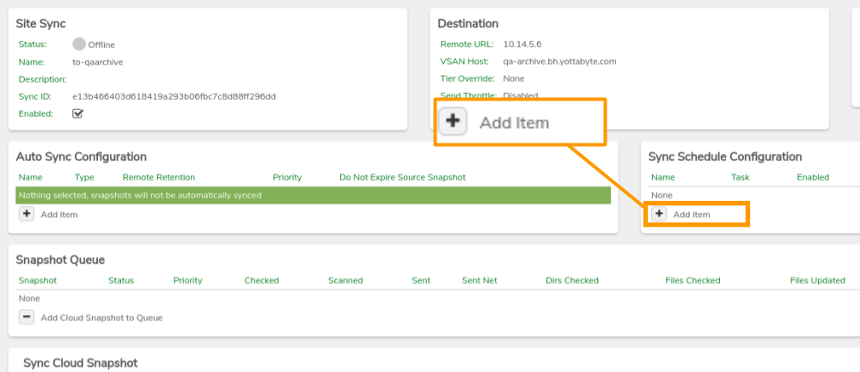 Site Sync
Status: Offline
Name: to-qaarchive
Description:
Sync ID: e13b466403d618419a293b06fbc7c8d88ff296dd
Enabled:
Destination
Remote URL: 10.14.5.6
VSAN Host: qa-archive.bh.yottabyte.com
Tier Override: None
Send Throttle: Disabled
Add Item
Auto Sync Configuration
Name Type Remote Retention Priority Do Not Expire Source Snapshot
Nothing selected, snapshots will not be automatically synced
Add Item
Sync Schedule Configuration
Name Task Enabled
None
Add Item
Snapshot Queue
Snapshot Status Priority Checked Scanned Sent Sent Net Dirs Checked Files Checked Files Updated
None
Add Cloud Snapshot to Queue
Sync Cloud Snapshot